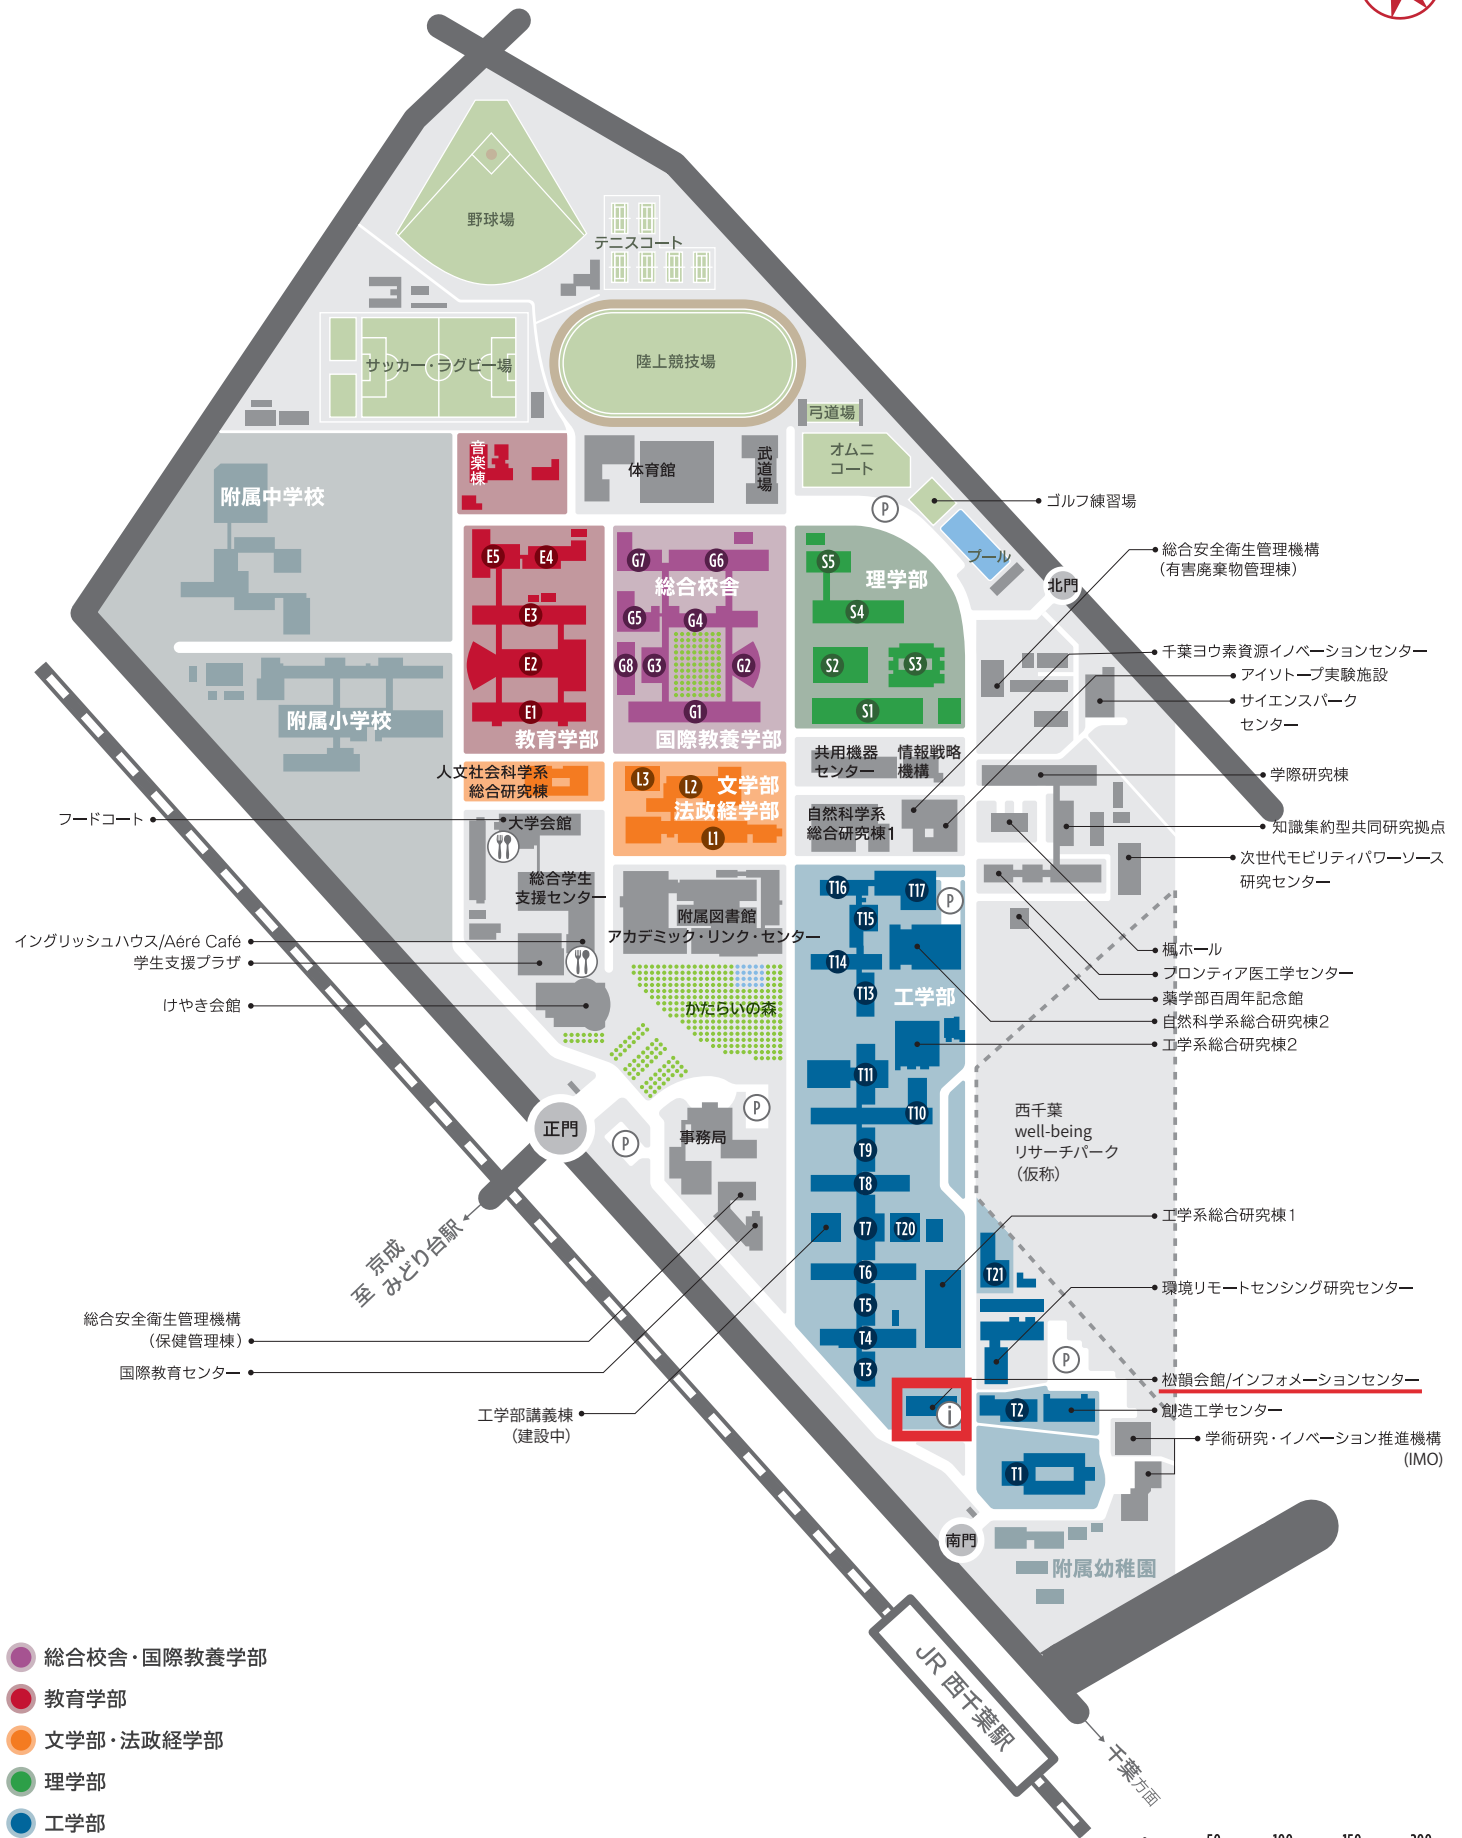 野球場
テニスコート
サッカー・ラグビー場
陸上競技場
弓道場
オムニ
コート
音楽棟
体育館
武道場
附属中学校
P
ゴルフ練習場
プール
北門
総合安全衛生管理機構
（有害廃棄物管理棟）
E5
E4
G7
G6
総合校舎
S5
理学部
E3
G5
G4
S4
E2
G8
G3
G2
S2
S3
千葉ヨウ素資源イノベーションセンター
アイソトープ実験施設
サイエンスパーク
センター
附属小学校
E1
G1
S1
教育学部
国際教養学部
人文社会科学系
総合研究棟
L3
L2
文学部
法政経学部
L1
共用機器
センター
情報戦略
機構
学際研究棟
自然科学系
総合研究棟1
知識集約型共同研究拠点
フードコート
大学会館
次世代モビリティパワーソース
研究センター
総合学生
支援センター
T16
T17
P
附属図書館
アカデミック・リンク・センター
T15
イングリッシュハウス/Aéré Café
学生支援プラザ
T14
楓ホール
フロンティア医工学センター
けやき会館
かたらいの森
T13
工学部
薬学部百周年記念館
自然科学系総合研究棟2
工学系総合研究棟2
T11
T10
正門
P
P
事務局
西千葉
well-being
リサーチパーク
（仮称）
T9
T8
T7
T20
工学系総合研究棟1
至 京成
みどり台駅
T6
T21
環境リモートセンシング研究センター
総合安全衛生管理機構
（保健管理棟）
T5
T4
国際教育センター
T3
P
松韻会館/インフォメーションセンター
工学部講義棟
（建設中）
i
T2
創造工学センター
学術研究・イノベーション推進機構
(IMO)
T1
南門
附属幼稚園
JR 西千葉駅
千葉方面
総合校舎・国際教養学部
教育学部
文学部・法政経学部
理学部
工学部
50
100
150
200